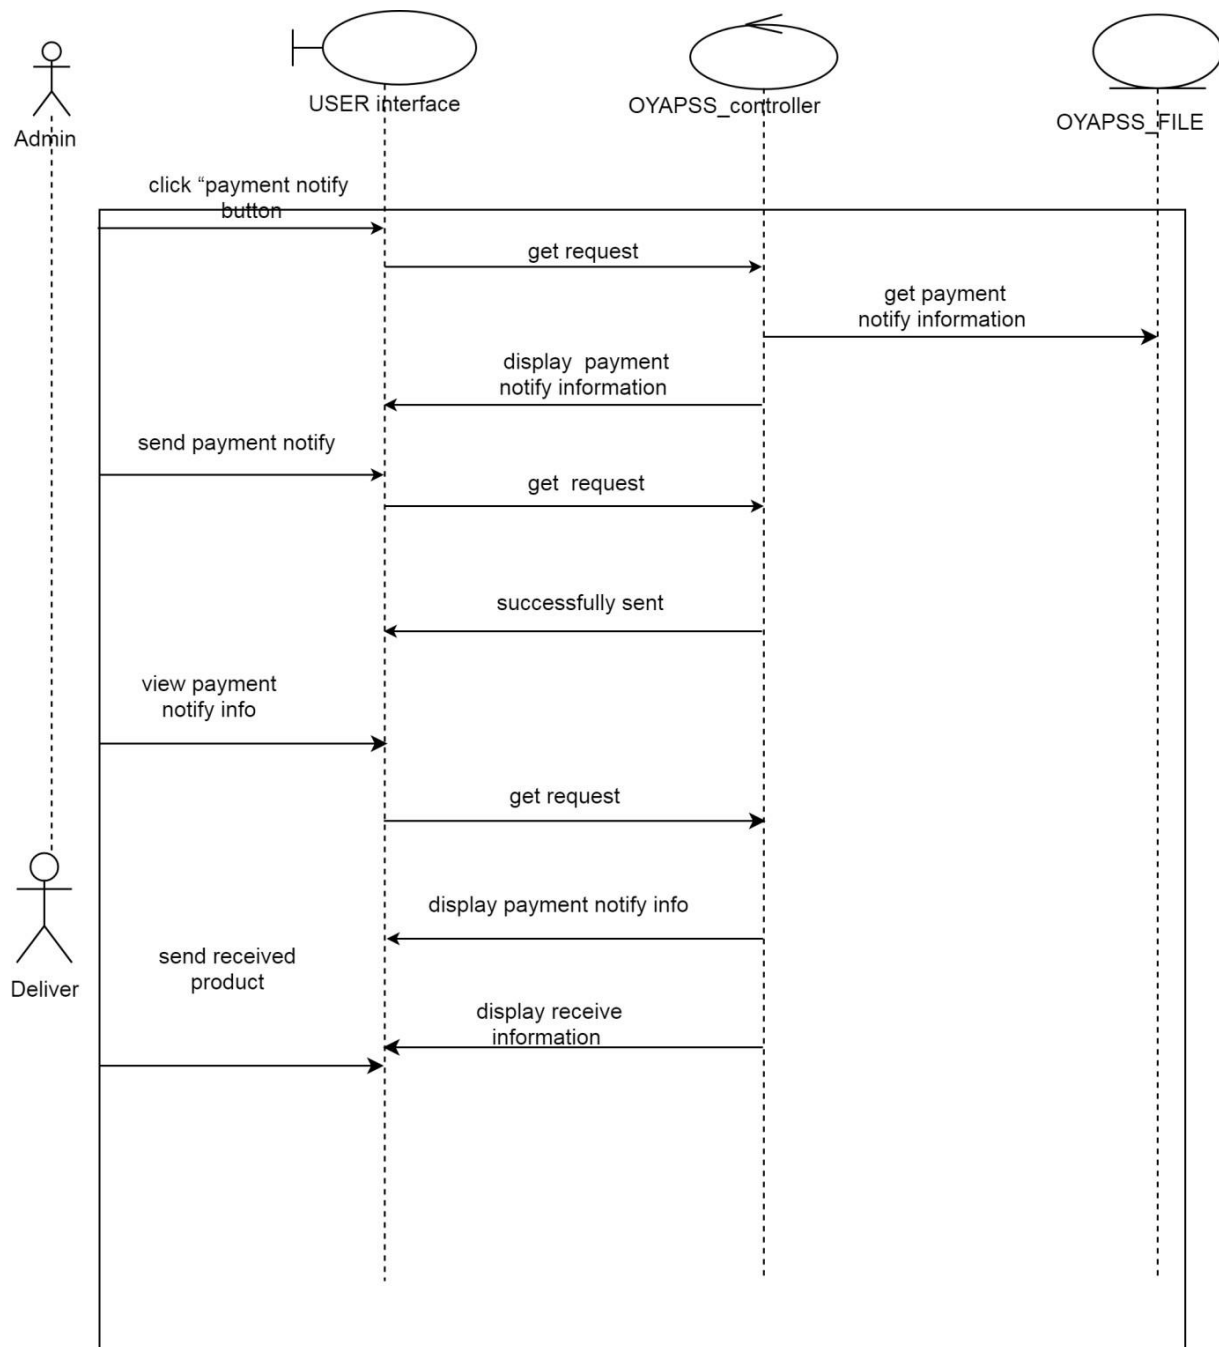 USER interface
OYAPSS_controller
OYAPSS_FILE
Admin
click “payment notify
button
get request
get payment
notify information
display  payment
notify information
send payment notify
get  request
successfully sent
view payment
notify info
get request
display payment notify info
send received
product
Deliver
display receive
information